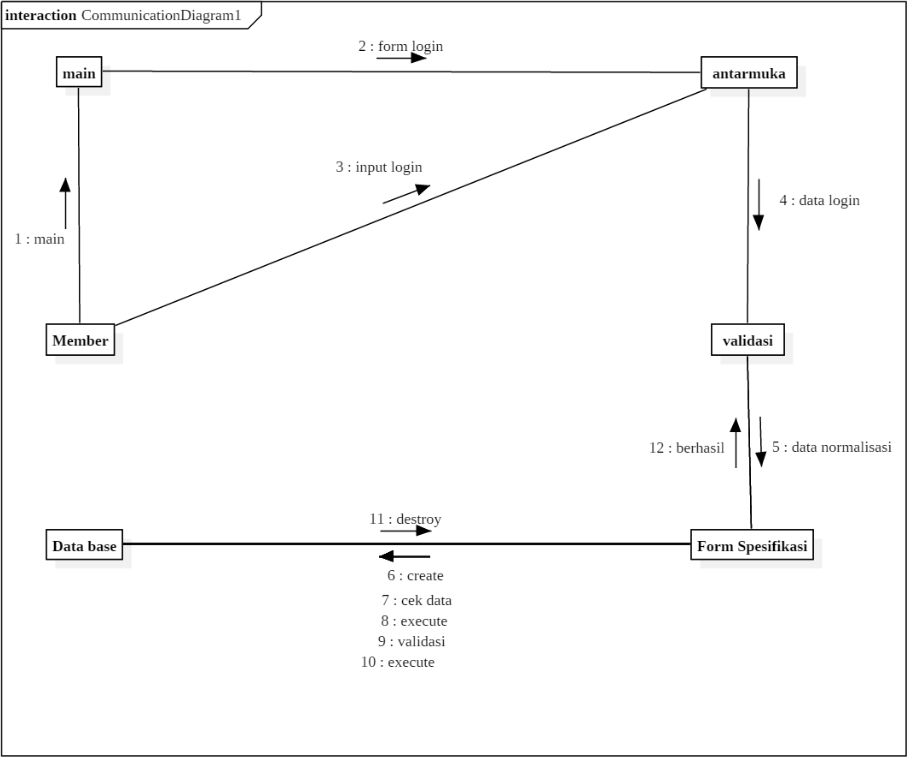 interaction CommunicationDiagram1
2 : form login
main
antarmuka
3 : input login
4 : data login
1 : main
Member
validasi
12 : berhasil
5 : data normalisasi
11 : destroy
Data base
Form Spesifikasi
6 : create
7 : cek data
8 : execute
9 : validasi
10 : execute